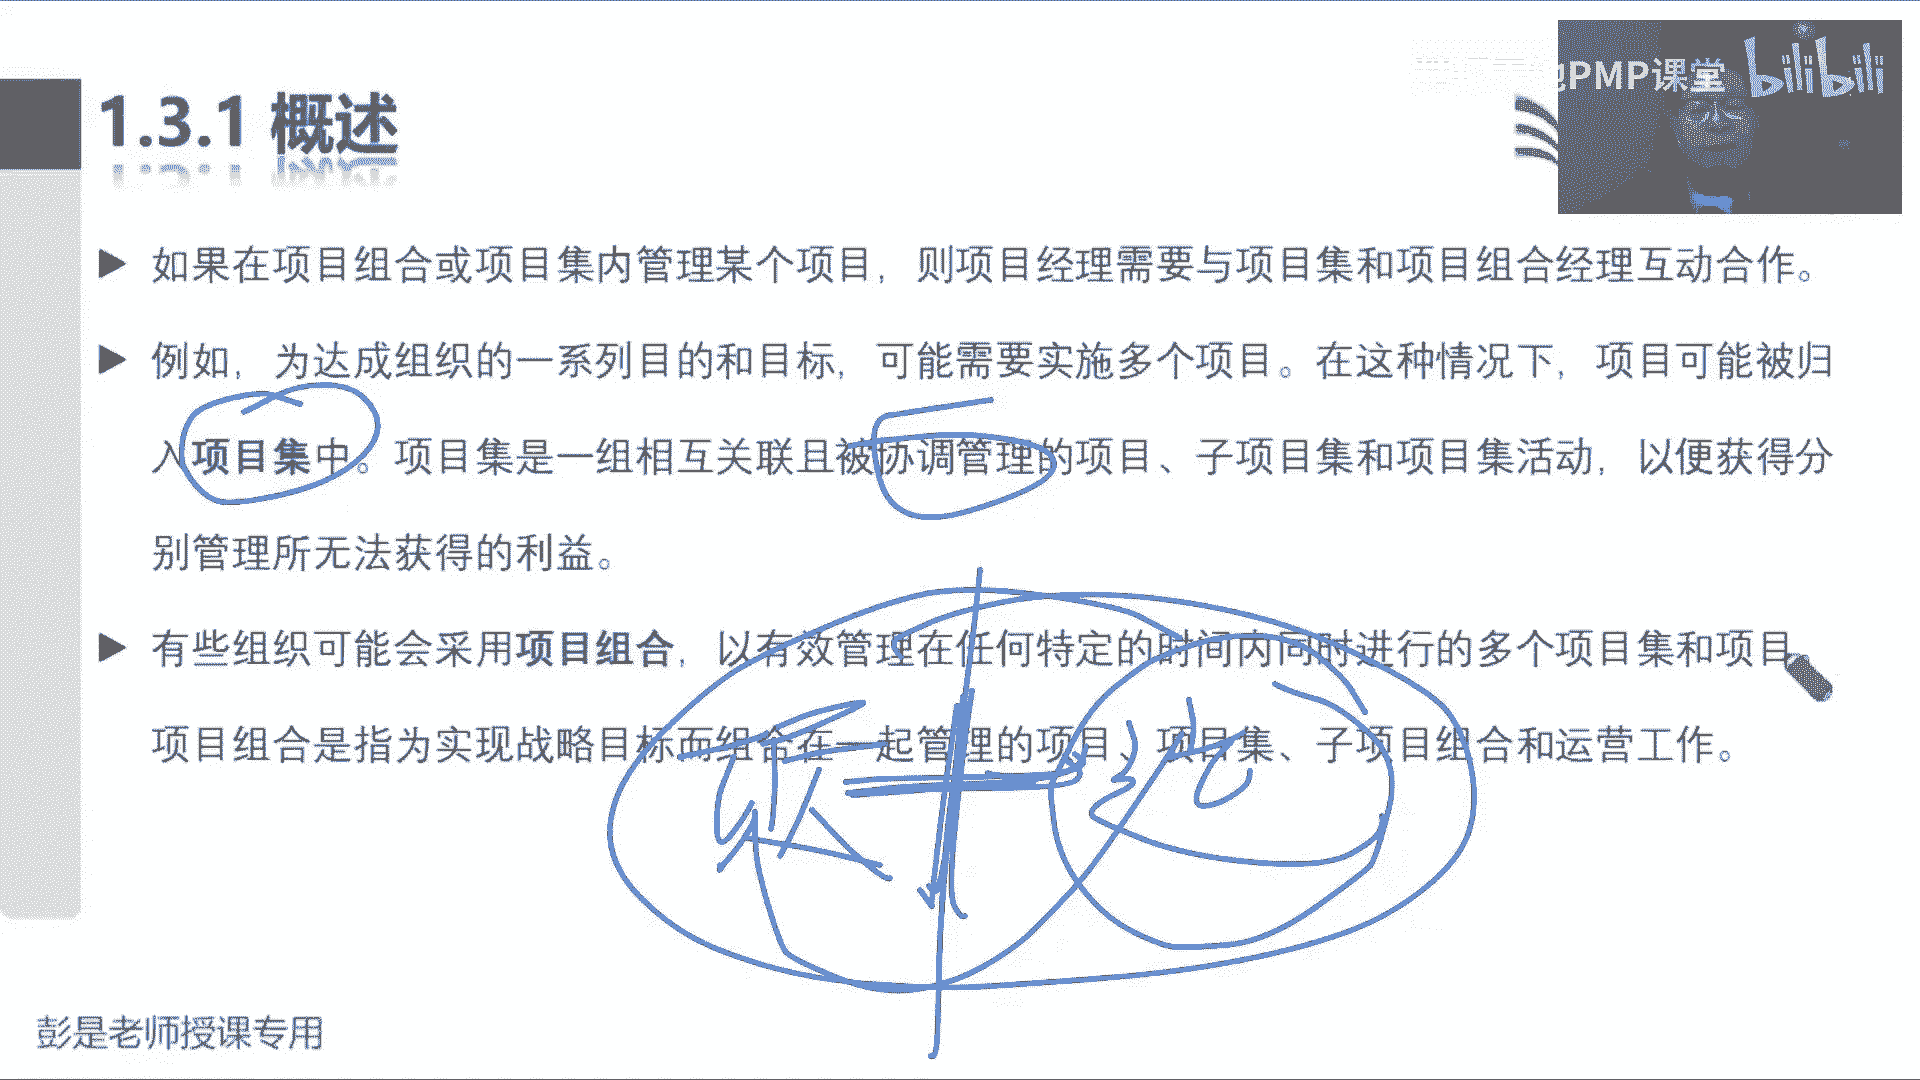 PMP课堂 bilibili
1.3.1 概述
如果在项目组合或项目集内管理某个项目，则项目经理需要与项目集和项目组合经理互动合作。
例如，为达成组织的一系列目的和目标，可能需要实施多个项目。在这种情况下，项目可能被归
入项目集中。项目集是一组相互关联且被协调管理的项目、子项目集和项目集活动，以便获得分
别管理所无法获得的利益。
有些组织可能会采用项目组合，以有效管理在任何特定的时间内同时进行的多个项目集和项目
项目组合是指为实现战略目标而组合在一起管理的项目、项目集、子项目组合和运营工作。
彭是老师授课专用